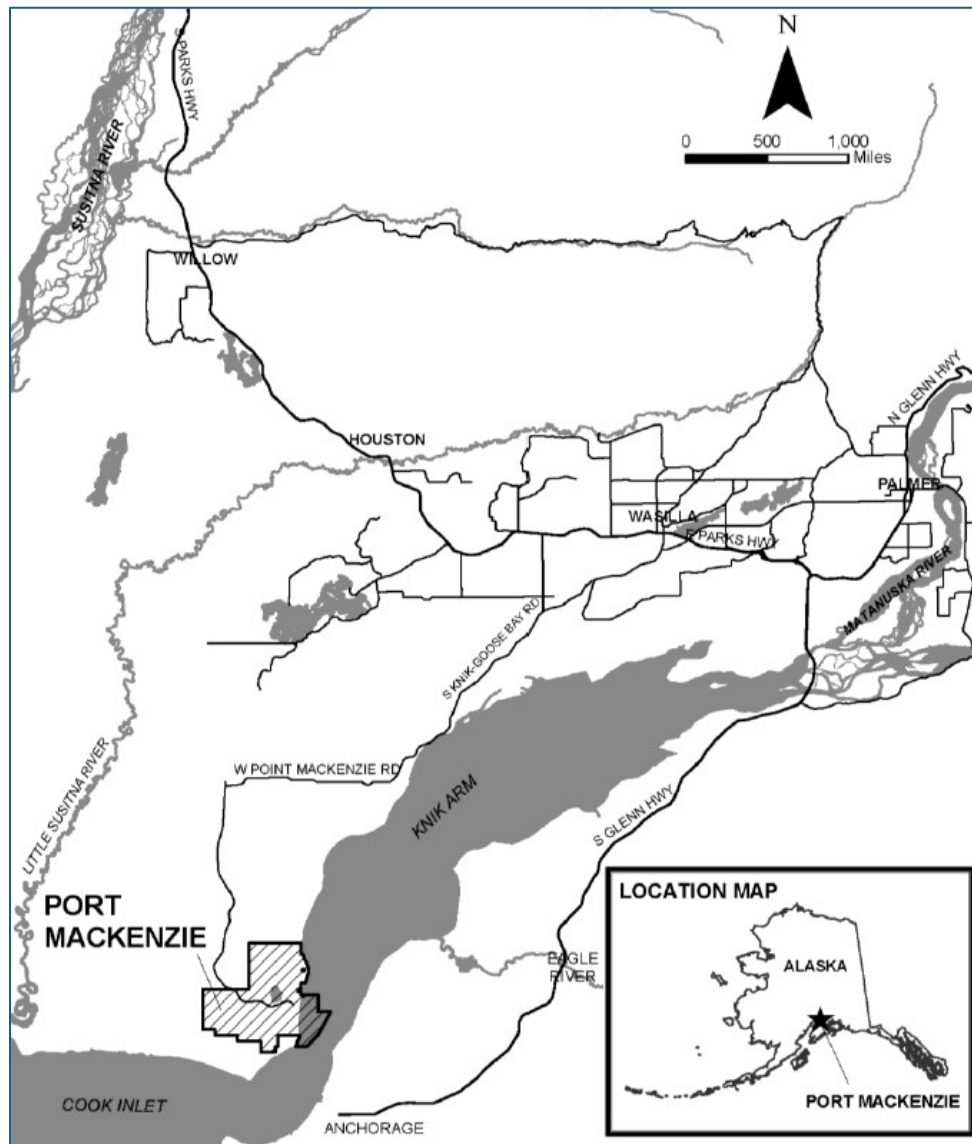 N
0 500 1,000
Miles
S PARKS HWY
SUSITNA RIVER
WILLOW
HOUSTON
N GLENN HWY
PALMER
WASILLA
E PARKS HWY
MATANUSKA RIVER
S KNIK-GOOSE BAY RD
W POINT MACKENZIE RD
KNIK ARM
S GLENN HWY
LITTLE SUSITNA RIVER
PORT
MACKENZIE
EAGLE
RIVER
COOK INLET
ANCHORAGE
LOCATION MAP
ALASKA
PORT MACKENZIE